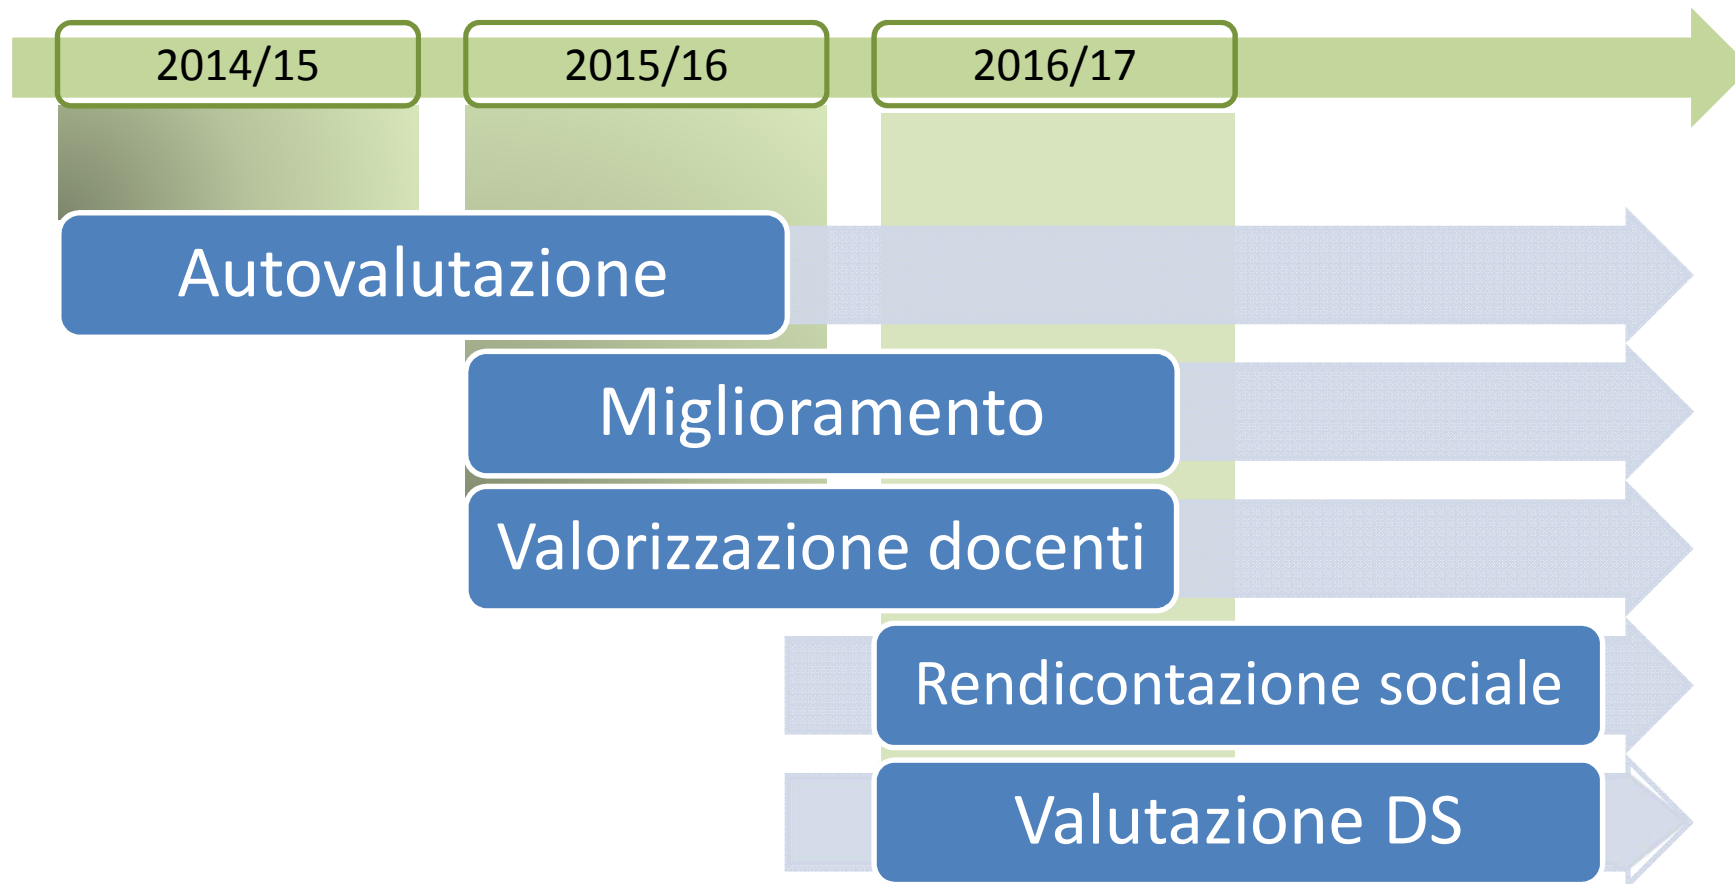 2014/15
2015/16
2016/17
Autovalutazione
Miglioramento
Valorizzazione docenti
Rendicontazione sociale
Valutazione DS